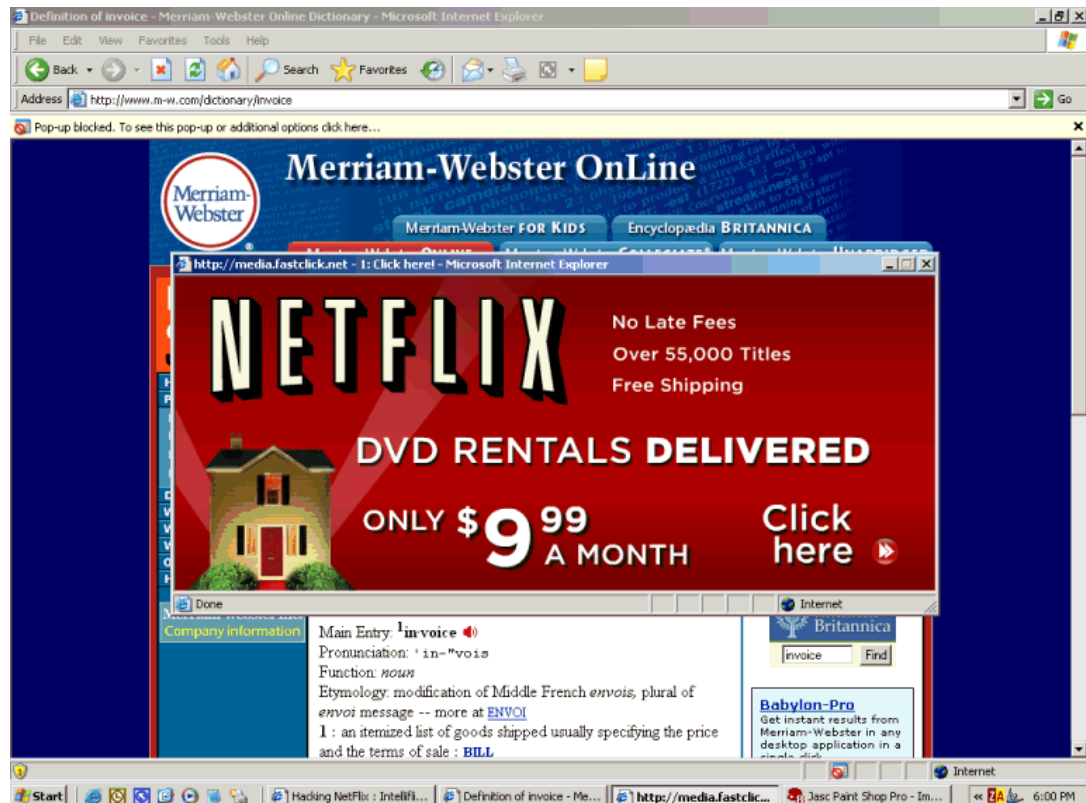 Definition of invoice - Merriam-Webster Online Dictionary - Microsoft Internet Explorer
File Edit View Favorites Tools Help
Back Search Favorites
Address http://www.m-w.com/dictionary/invoice Go
Pop-up blocked. To see this pop-up or additional options click here...
Merriam-Webster
Merriam-Webster OnLine
Merriam-Webster FOR KIDS Encyclopædia BRITANNICA
http://media.fastclick.net - 1: Click here! - Microsoft Internet Explorer
NETFLIX
No Late Fees
Over 55,000 Titles
Free Shipping
DVD RENTALS DELIVERED
ONLY $9.99 A MONTH
Click here
Done Internet
Company information
Britannica
invoice Find
Main Entry: 1in·voice
Pronunciation: 'in-"vois
Function: noun
Etymology: modification of Middle French envois, plural of
envoi message -- more at ENVOI
1 : an itemized list of goods shipped usually specifying the price
and the terms of sale : BILL
Babylon-Pro
Get instant results from
Merriam-Webster in any
desktop application in a
single click.
Internet
Start Hacking NetFlix : Intellifli... Definition of invoice - Me... http://media.fastclic... Jasc Paint Shop Pro - Im... 6:00 PM